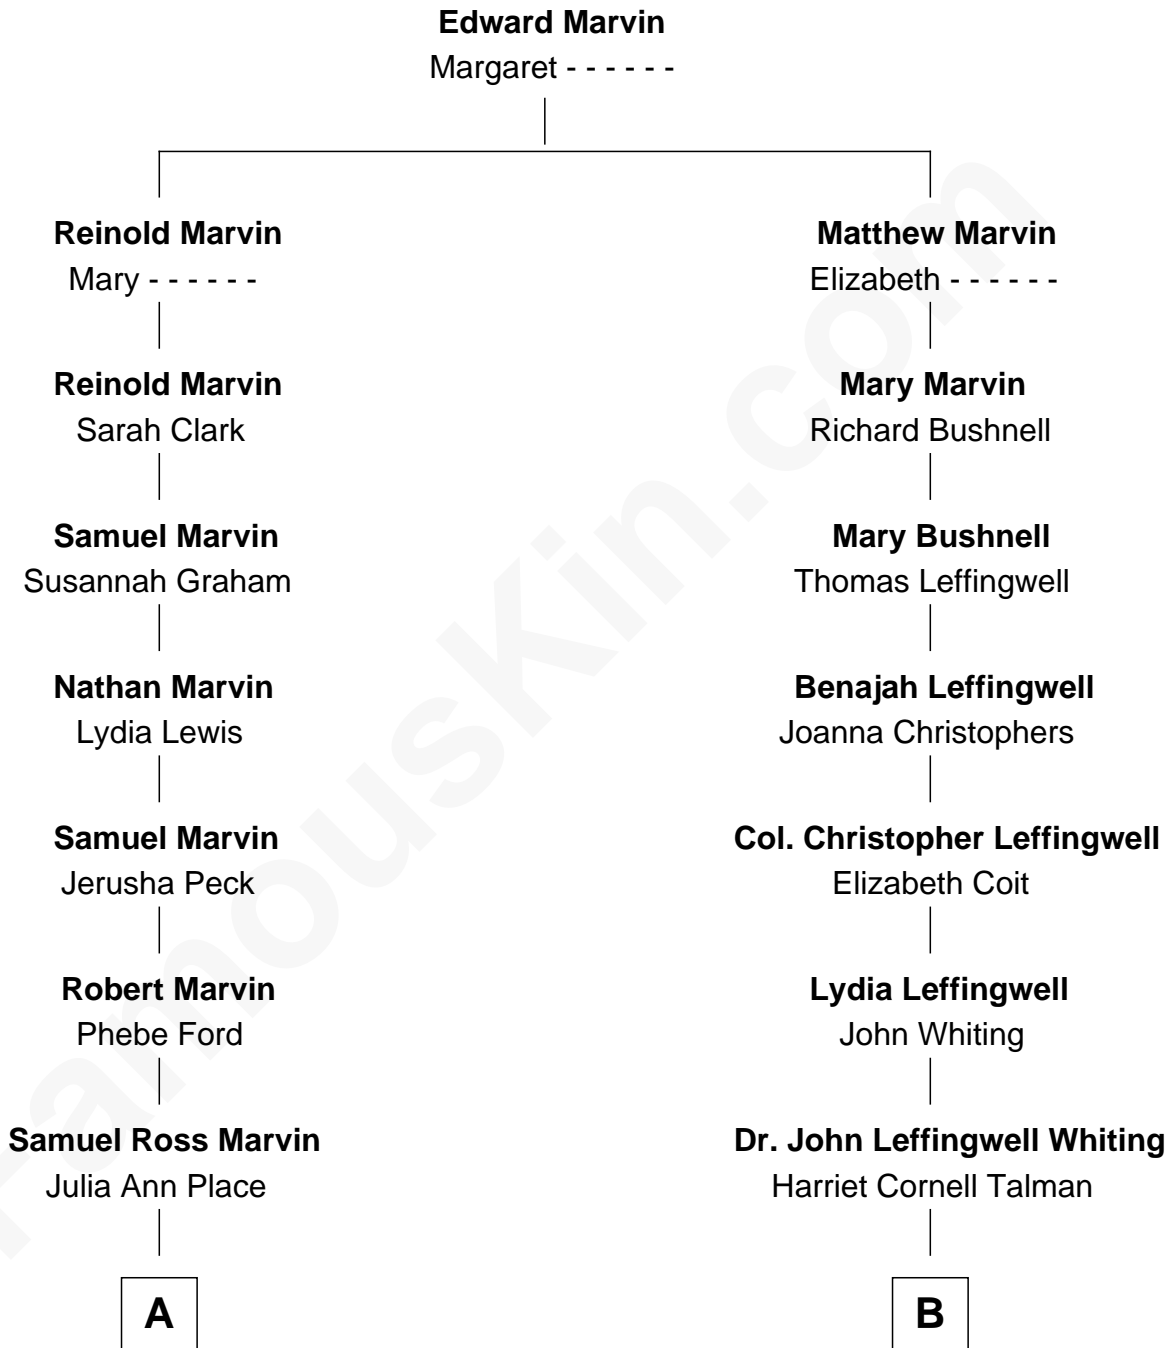 Edward Marvin
Margaret - - - - - -
Reinold Marvin
Mary - - - - - -
Matthew Marvin
Elizabeth - - - - - -
Reinold Marvin
Sarah Clark
Mary Marvin
Richard Bushnell
Samuel Marvin
Susannah Graham
Mary Bushnell
Thomas Leffingwell
Nathan Marvin
Lydia Lewis
Benajah Leffingwell
Joanna Christophers
Samuel Marvin
Jerusha Peck
Col. Christopher Leffingwell
Elizabeth Coit
Robert Marvin
Phebe Ford
Lydia Leffingwell
John Whiting
Samuel Ross Marvin
Julia Ann Place
Dr. John Leffingwell Whiting
Harriet Cornell Talman
A
B
FamousKin.com